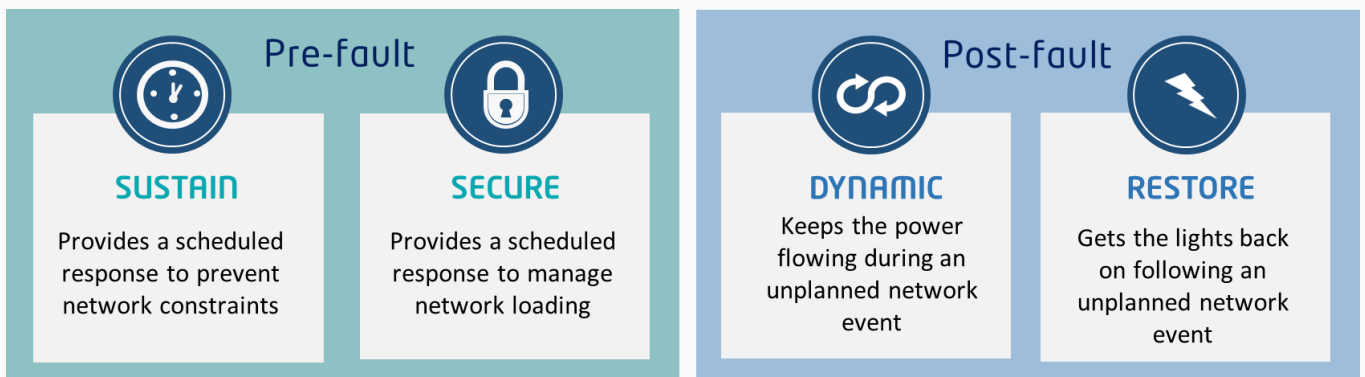 Pre-fault
SUSTAIN
Provides a scheduled
response to prevent
network constraints
SECURE
Provides a scheduled
response to manage
network loading
Post-fault
DYNAMIC
Keeps the power
flowing during an
unplanned network
event
RESTORE
Gets the lights back
on following an
unplanned network
event